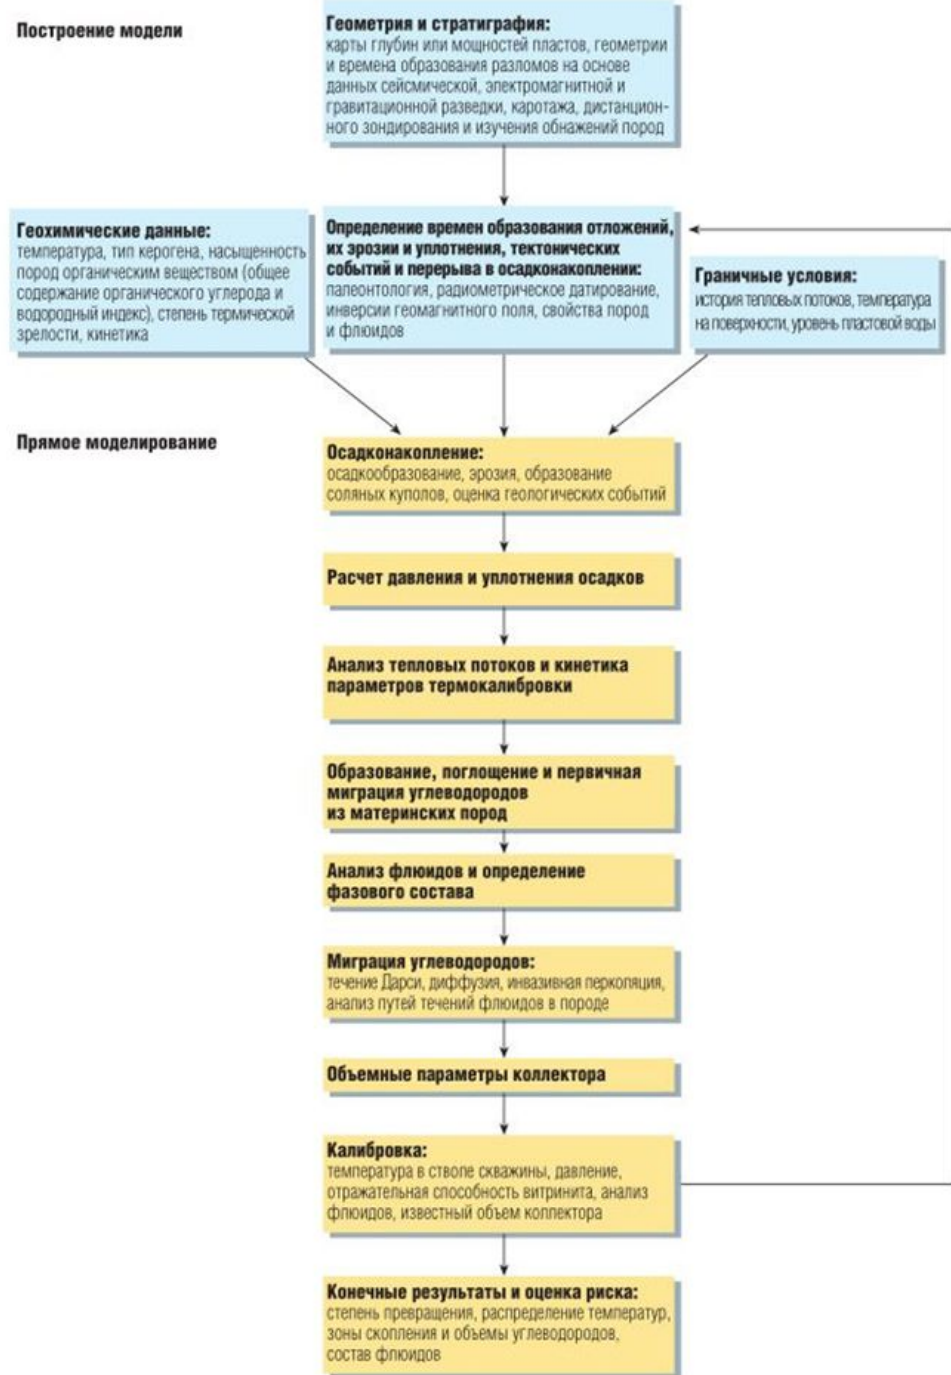 Построение модели
Геометрия и стратиграфия:
карты глубин или мощностей пластов, геометрии
и времена образования разломов на основе
данных сейсмической, электромагнитной и
гравитационной разведки, каротажа, дистанцион-
ного зондирования и изучения обнажений пород
Геохимические данные:
температура, тип керогена, насыщенность
пород органическим веществом (общее
содержание органического углерода и
водородный индекс), степень термической
зрелости, кинетика
Определение времен образования отложений,
их эрозии и уплотнения, тектонических
событий и перерыва в осадконакоплении:
палеонтология, радиометрическое датирование,
инверсии геомагнитного поля, свойства пород
и флюидов
Граничные условия:
история тепловых потоков, температура
на поверхности, уровень пластовой воды
Прямое моделирование
Осадконакопление:
осадкообразование, эрозия, образование
соляных куполов, оценка геологических событий
Расчет давления и уплотнения осадков
Анализ тепловых потоков и кинетика
параметров термокалибровки
Образование, поглощение и первичная
миграция углеводородов
из материнских пород
Анализ флюидов и определение
фазового состава
Миграция углеводородов:
течение Дарси, диффузия, инвазивная перколяция,
анализ путей течений флюидов в породе
Объемные параметры коллектора
Калибровка:
температура в стволе скважины, давление,
отражательная способность витринита, анализ
флюидов, известный объем коллектора
Конечные результаты и оценка риска:
степень превращения, распределение температур,
зоны скопления и объемы углеводородов,
состав флюидов